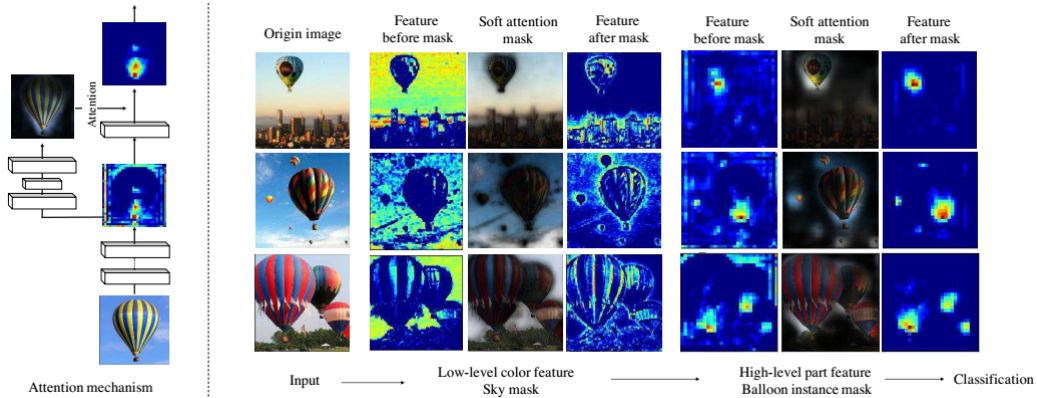 Attention
Attention mechanism
Origin image
Feature
before mask
Soft attention
mask
Feature
after mask
Feature
before mask
Soft attention
mask
Feature
after mask
Input
Low-level color feature
Sky mask
High-level part feature
Balloon instance mask
Classification